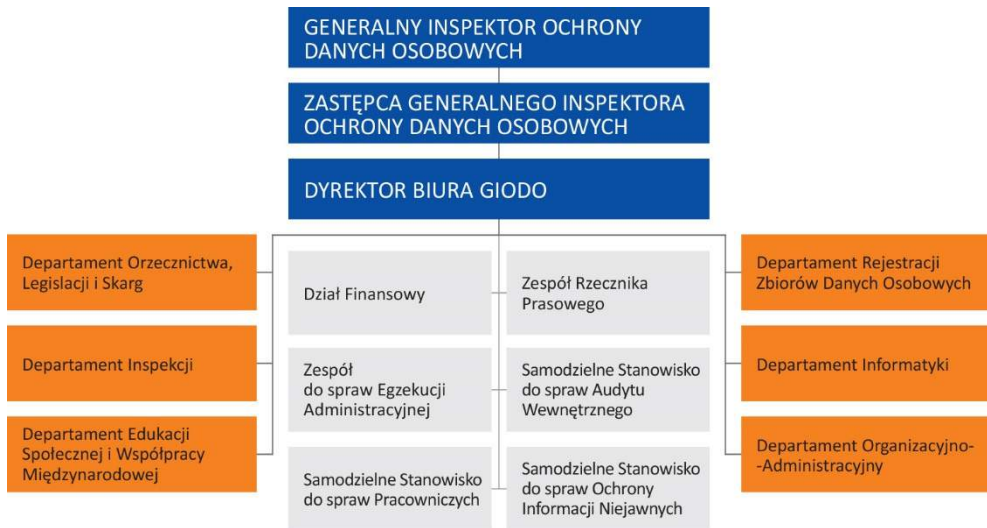 GENERALNY INSPEKTOR OCHRONY
DANYCH OSOBOWYCH
ZASTĘPCA GENERALNEGO INSPEKTORA
OCHRONY DANYCH OSOBOWYCH
DYREKTOR BIURA GIODO
Departament Orzecznictwa,
Legislacji i Skarg
Departament Inspekcji
Departament Edukacji
Społecznej i Współpracy
Międzynarodowej
Dział Finansowy
Zespół
do spraw Egzekucji
Administracyjnej
Samodzielne Stanowisko
do spraw Pracowniczych
Zespół Rzecznika
Prasowego
Samodzielne Stanowisko
do spraw Audytu
Wewnętrznego
Samodzielne Stanowisko
do spraw Ochrony
Informacji Niejawnych
Departament Rejestracji
Zbiorów Danych Osobowych
Departament Informatyki
Departament Organizacyjno-
-Administracyjny